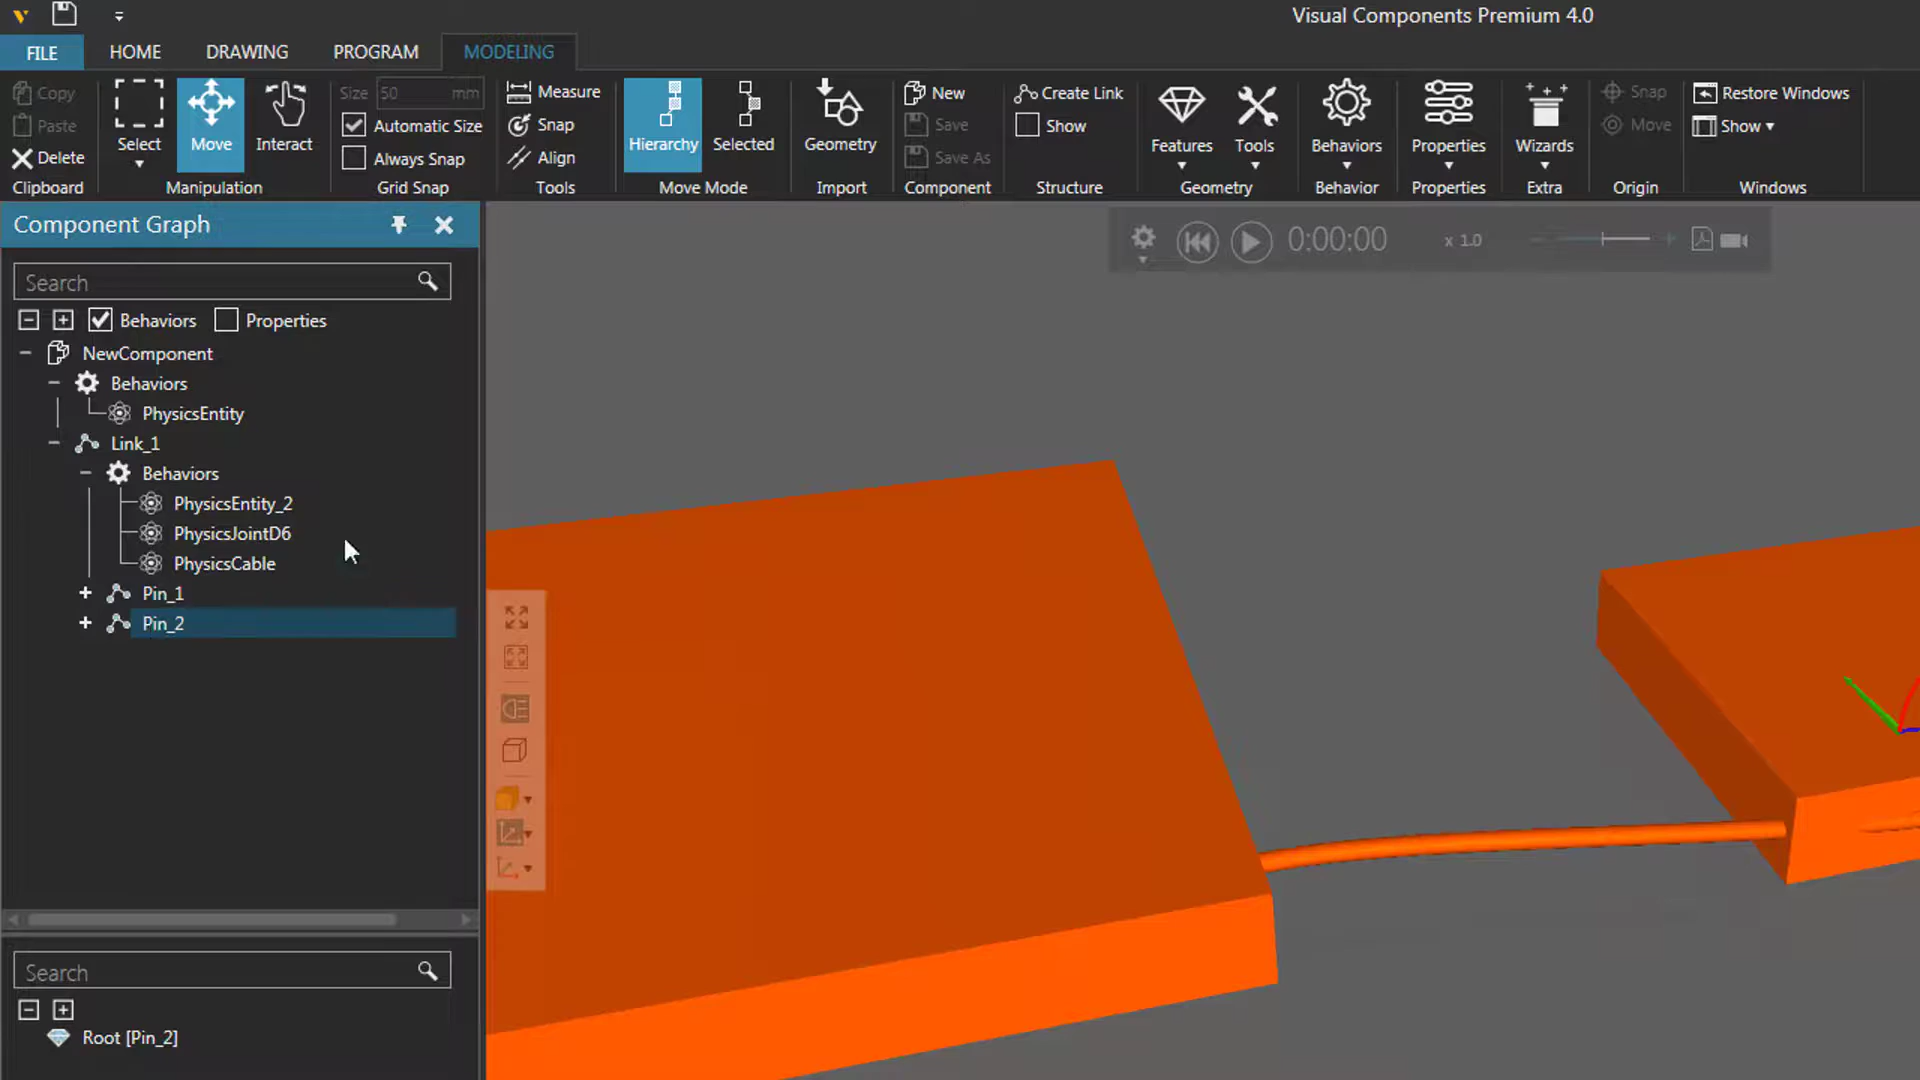 Visual Components Premium 4.0
FILE HOME DRAWING PROGRAM MODELING
Copy
Paste
Delete
Clipboard
Select
Move
Interact
Manipulation
Size 50 mm
Automatic Size
Always Snap
Grid Snap
Measure
Snap
Align
Tools
Hierarchy
Selected
Move Mode
Geometry
Import
New
Save
Save As
Component
Create Link
Show
Structure
Features
Tools
Geometry
Behaviors
Behavior
Properties
Properties
Wizards
Extra
Snap
Move
Origin
Restore Windows
Show
Windows
Component Graph
Search
Behaviors Properties
NewComponent
Behaviors
PhysicsEntity
Link_1
Behaviors
PhysicsEntity_2
PhysicsJointD6
PhysicsCable
Pin_1
Pin_2
Search
Root [Pin_2]
0:00:00
x 1.0